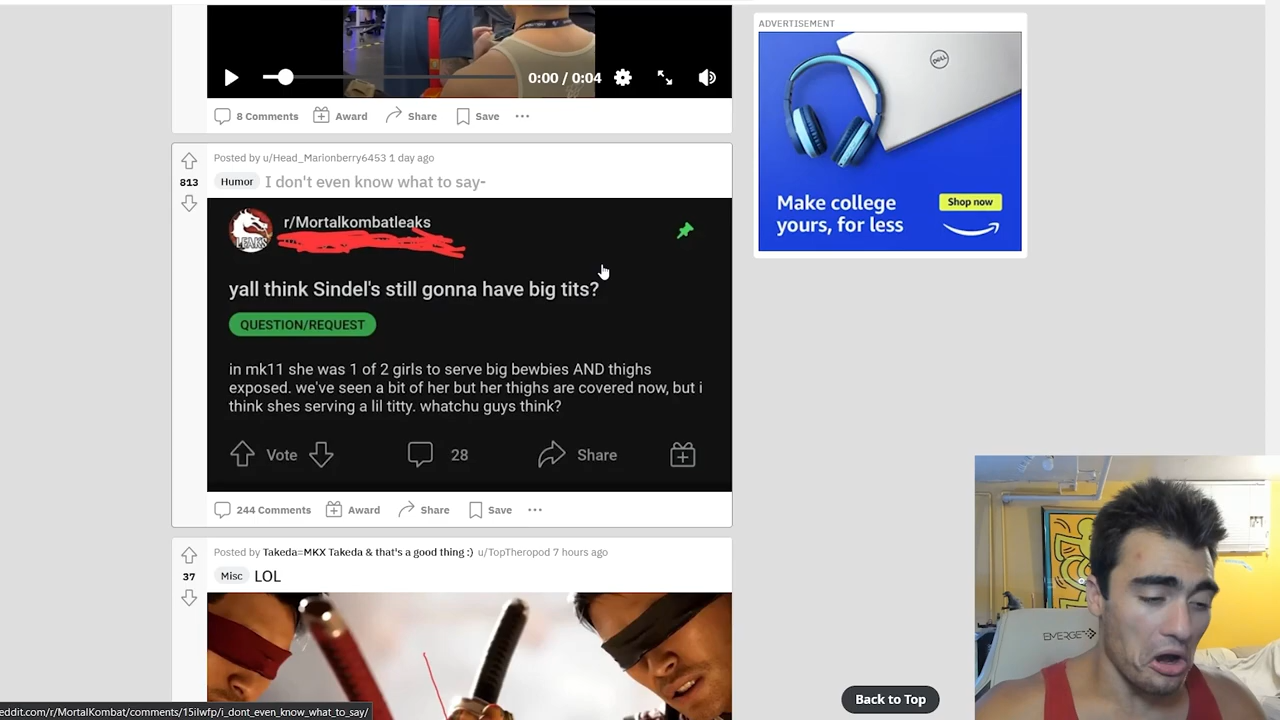 ADVERTISEMENT
DELL
Make college
yours, for less
Shop now
0:00 / 0:04
8 Comments Award Share Save ...
Posted by u/Head_Marionberry6453 1 day ago
813
Humor I don't even know what to say-
r/Mortalkombatleaks
LEAKS
yall think Sindel's still gonna have big tits?
QUESTION/REQUEST
in mk11 she was 1 of 2 girls to serve big bewbies AND thighs
exposed. we've seen a bit of her but her thighs are covered now, but i
think shes serving a lil titty. whatchu guys think?
Vote 28 Share
244 Comments Award Share Save ...
Posted by Takeda=MKX Takeda & that's a good thing :) u/TopTheropod 7 hours ago
37
Misc LOL
EMERGE
Back to Top
eddit.com/r/MortalKombat/comments/15ilwfp/i_dont_even_know_what_to_say/